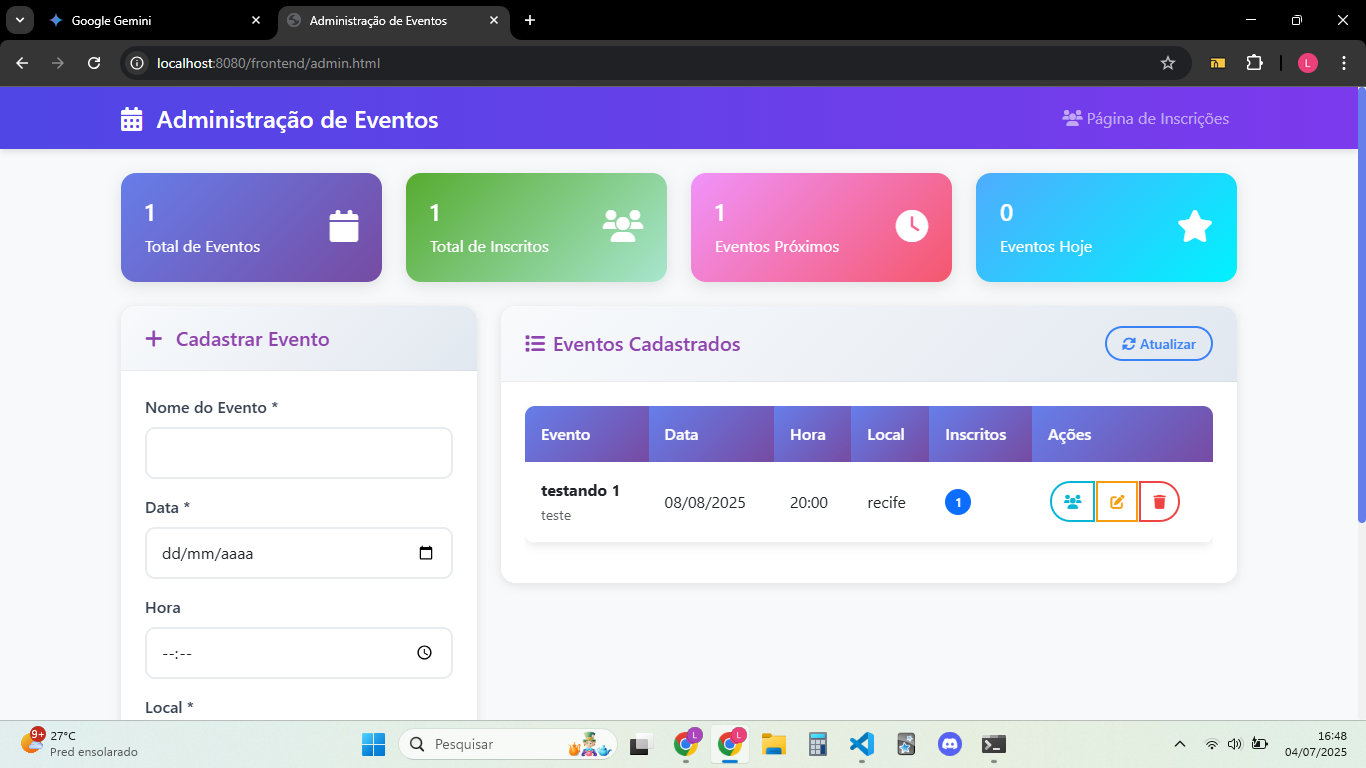 Google Gemini
Administração de Eventos
localhost:8080/frontend/admin.html
L
Administração de Eventos
Página de Inscrições
1
Total de Eventos
1
Total de Inscritos
1
Eventos Próximos
0
Eventos Hoje
Cadastrar Evento
Nome do Evento *
Data *
dd/mm/aaaa
Hora
--:--
Local *
Eventos Cadastrados
Atualizar
Evento Data Hora Local Inscritos Ações
testando 1 08/08/2025 20:00 recife 1
teste
9+
27°C
Pred ensolarado
Pesquisar
L
L
16:48
04/07/2025